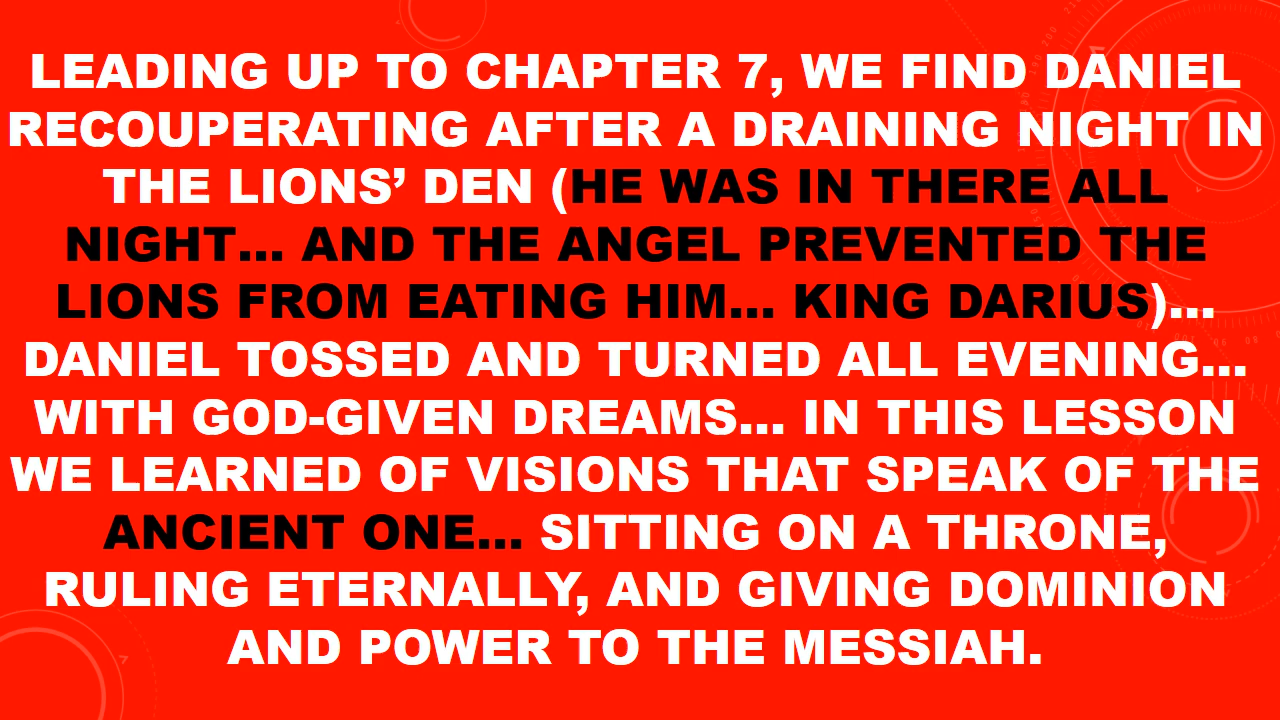 LEADING UP TO CHAPTER 7, WE FIND DANIEL
RECOUPERATING AFTER A DRAINING NIGHT IN
THE LIONS’ DEN (HE WAS IN THERE ALL
NIGHT... AND THE ANGEL PREVENTED THE
LIONS FROM EATING HIM... KING DARIUS)...
DANIEL TOSSED AND TURNED ALL EVENING...
WITH GOD-GIVEN DREAMS... IN THIS LESSON
WE LEARNED OF VISIONS THAT SPEAK OF THE
ANCIENT ONE... SITTING ON A THRONE,
RULING ETERNALLY, AND GIVING DOMINION
AND POWER TO THE MESSIAH.